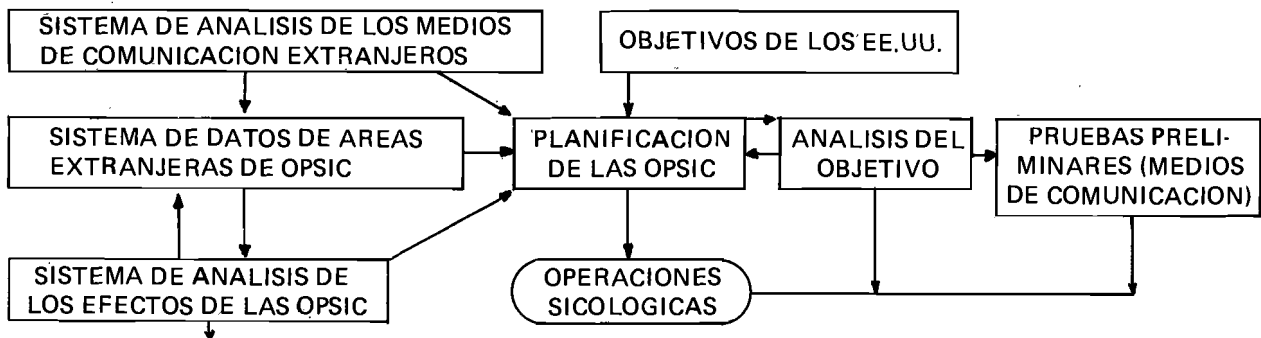 SISTEMA DE ANALISIS DE LOS MEDIOS
DE COMUNICACION EXTRANJEROS
OBJETIVOS DE LOS EE.UU.
SISTEMA DE DATOS DE AREAS
EXTRANJERAS DE OPSIC
PLANIFICACION
DE LAS OPSIC
ANALISIS DEL
OBJETIVO
PRUEBAS PRELI-
MINARES (MEDIOS
DE COMUNICACION)
SISTEMA DE ANALISIS DE
LOS EFECTOS DE LAS OPSIC
OPERACIONES
SICOLOGICAS